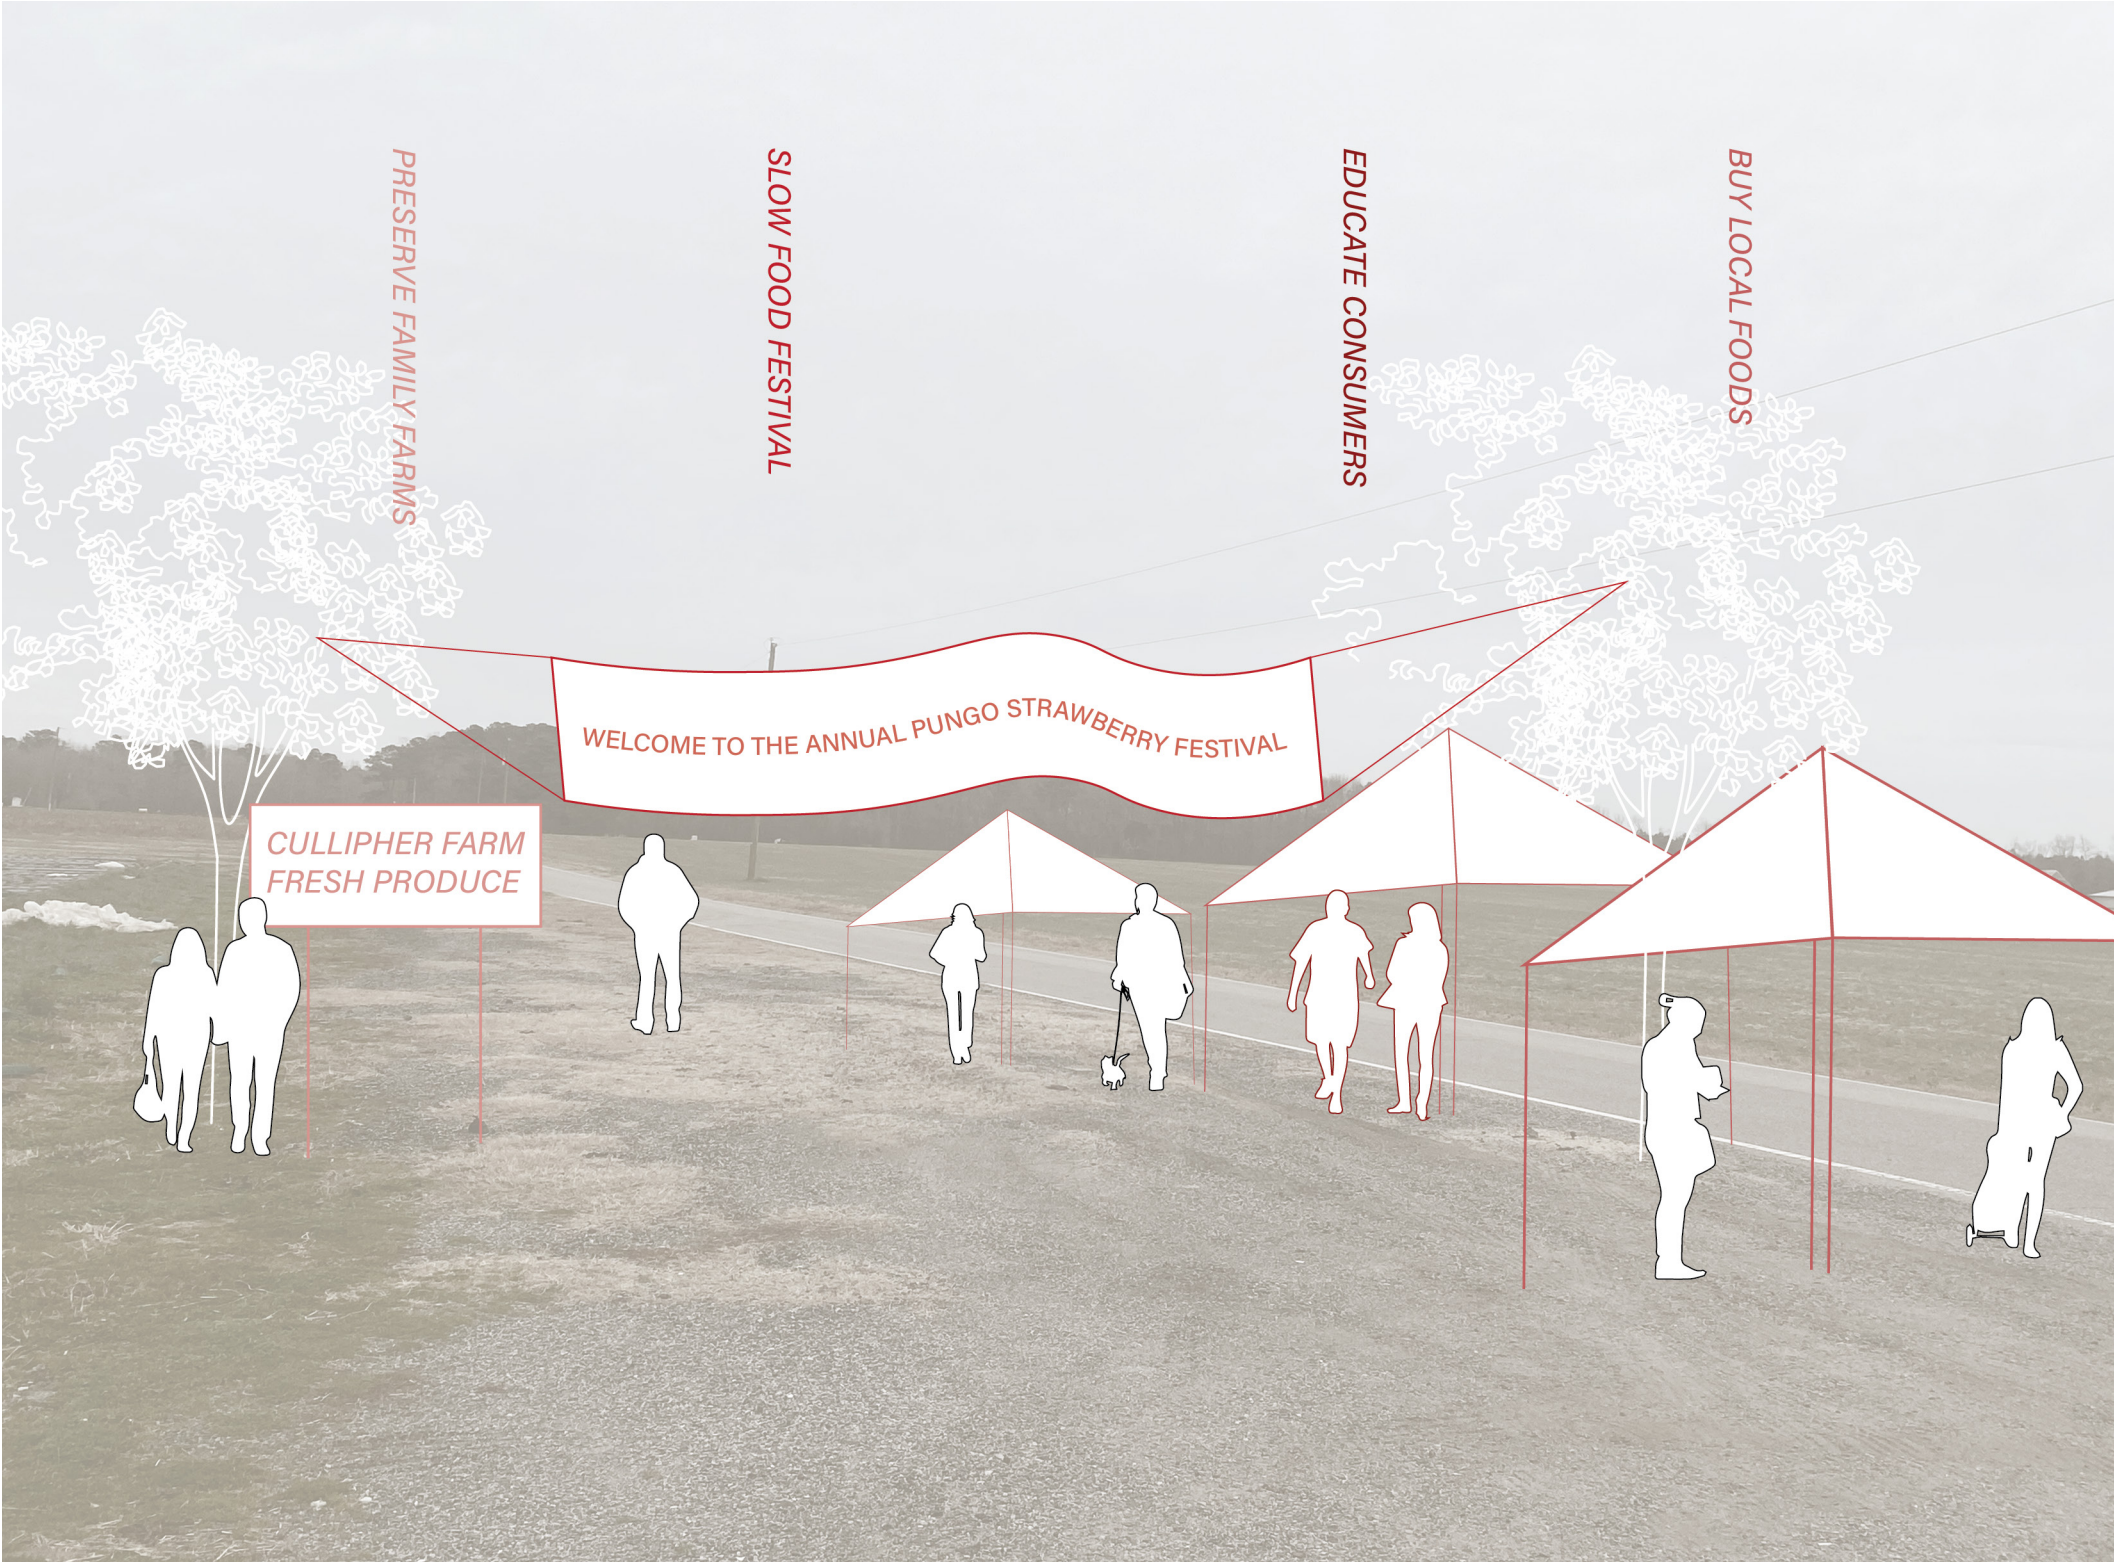 PRESERVE FAMILY FARMS
SLOW FOOD FESTIVAL
EDUCATE CONSUMERS
BUY LOCAL FOODS
WELCOME TO THE ANNUAL PUNGO STRAWBERRY FESTIVAL
CULLIPHER FARM
FRESH PRODUCE